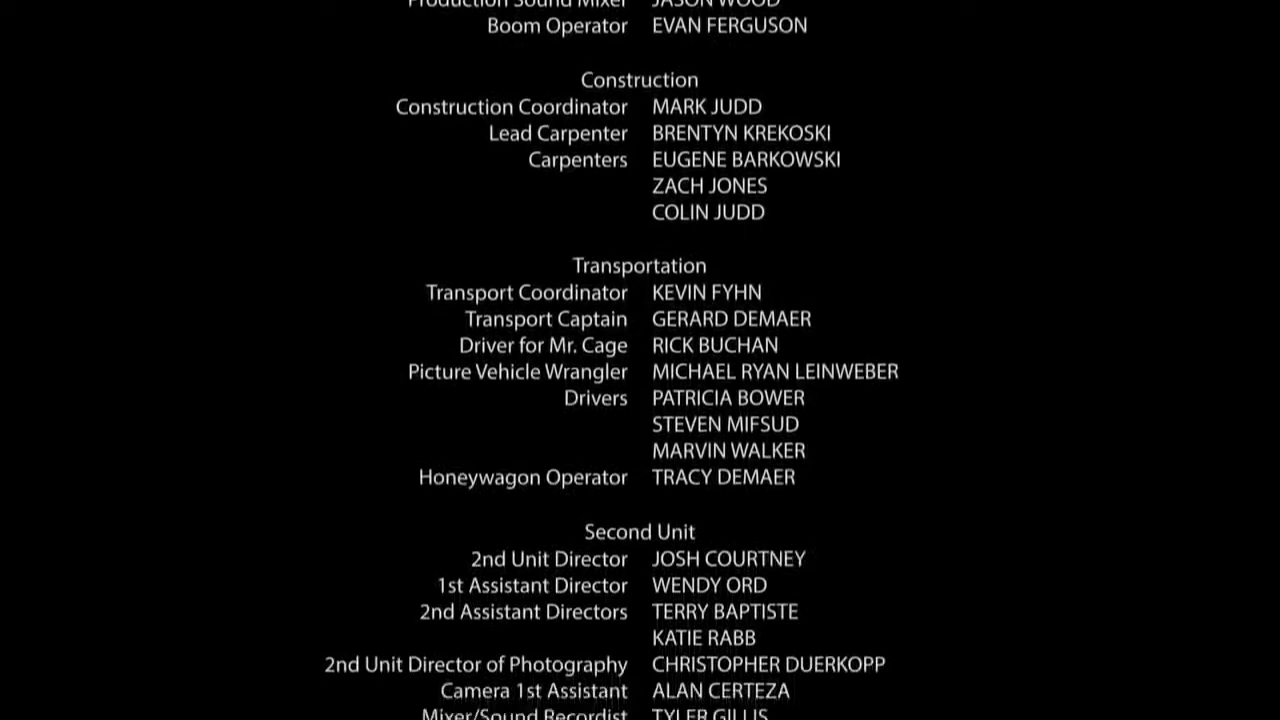 Production Sound Mixer JASON WOOD
Boom Operator EVAN FERGUSON
Construction
Construction Coordinator MARK JUDD
Lead Carpenter BRENTYN KREKOSKI
Carpenters EUGENE BARKOWSKI
ZACH JONES
COLIN JUDD
Transportation
Transport Coordinator KEVIN FYHN
Transport Captain GERARD DEMAER
Driver for Mr. Cage RICK BUCHAN
Picture Vehicle Wrangler MICHAEL RYAN LEINWEBER
Drivers PATRICIA BOWER
STEVEN MIFSUD
MARVIN WALKER
Honeywagon Operator TRACY DEMAER
Second Unit
2nd Unit Director JOSH COURTNEY
1st Assistant Director WENDY ORD
2nd Assistant Directors TERRY BAPTISTE
KATIE RABB
2nd Unit Director of Photography CHRISTOPHER DUERKOPP
Camera 1st Assistant ALAN CERTEZA
Mixer/Sound Recordist TYLER GILLIS